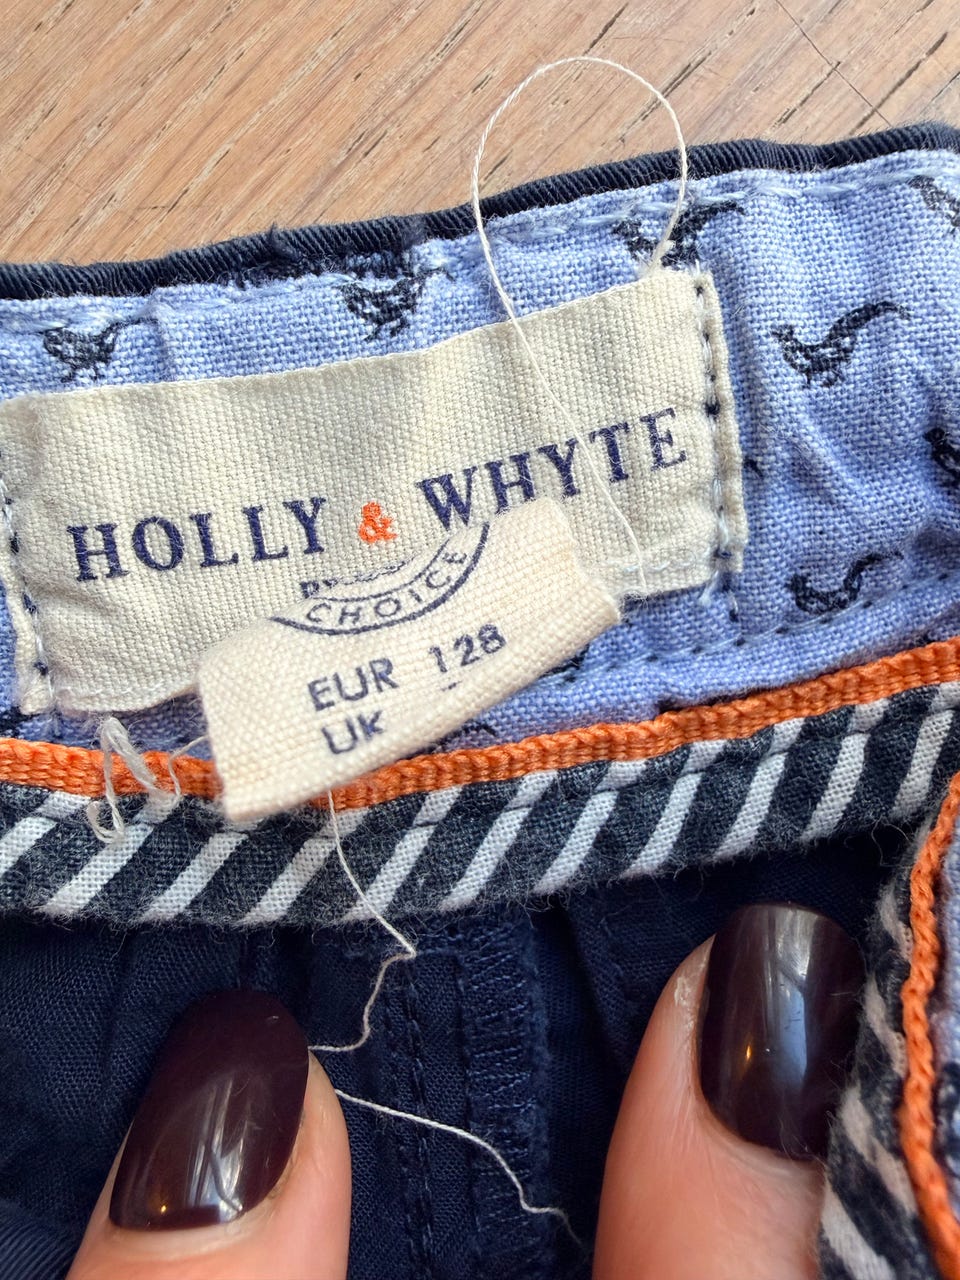 HOLLY & WHYTE
CHOICE
EUR 128
UK